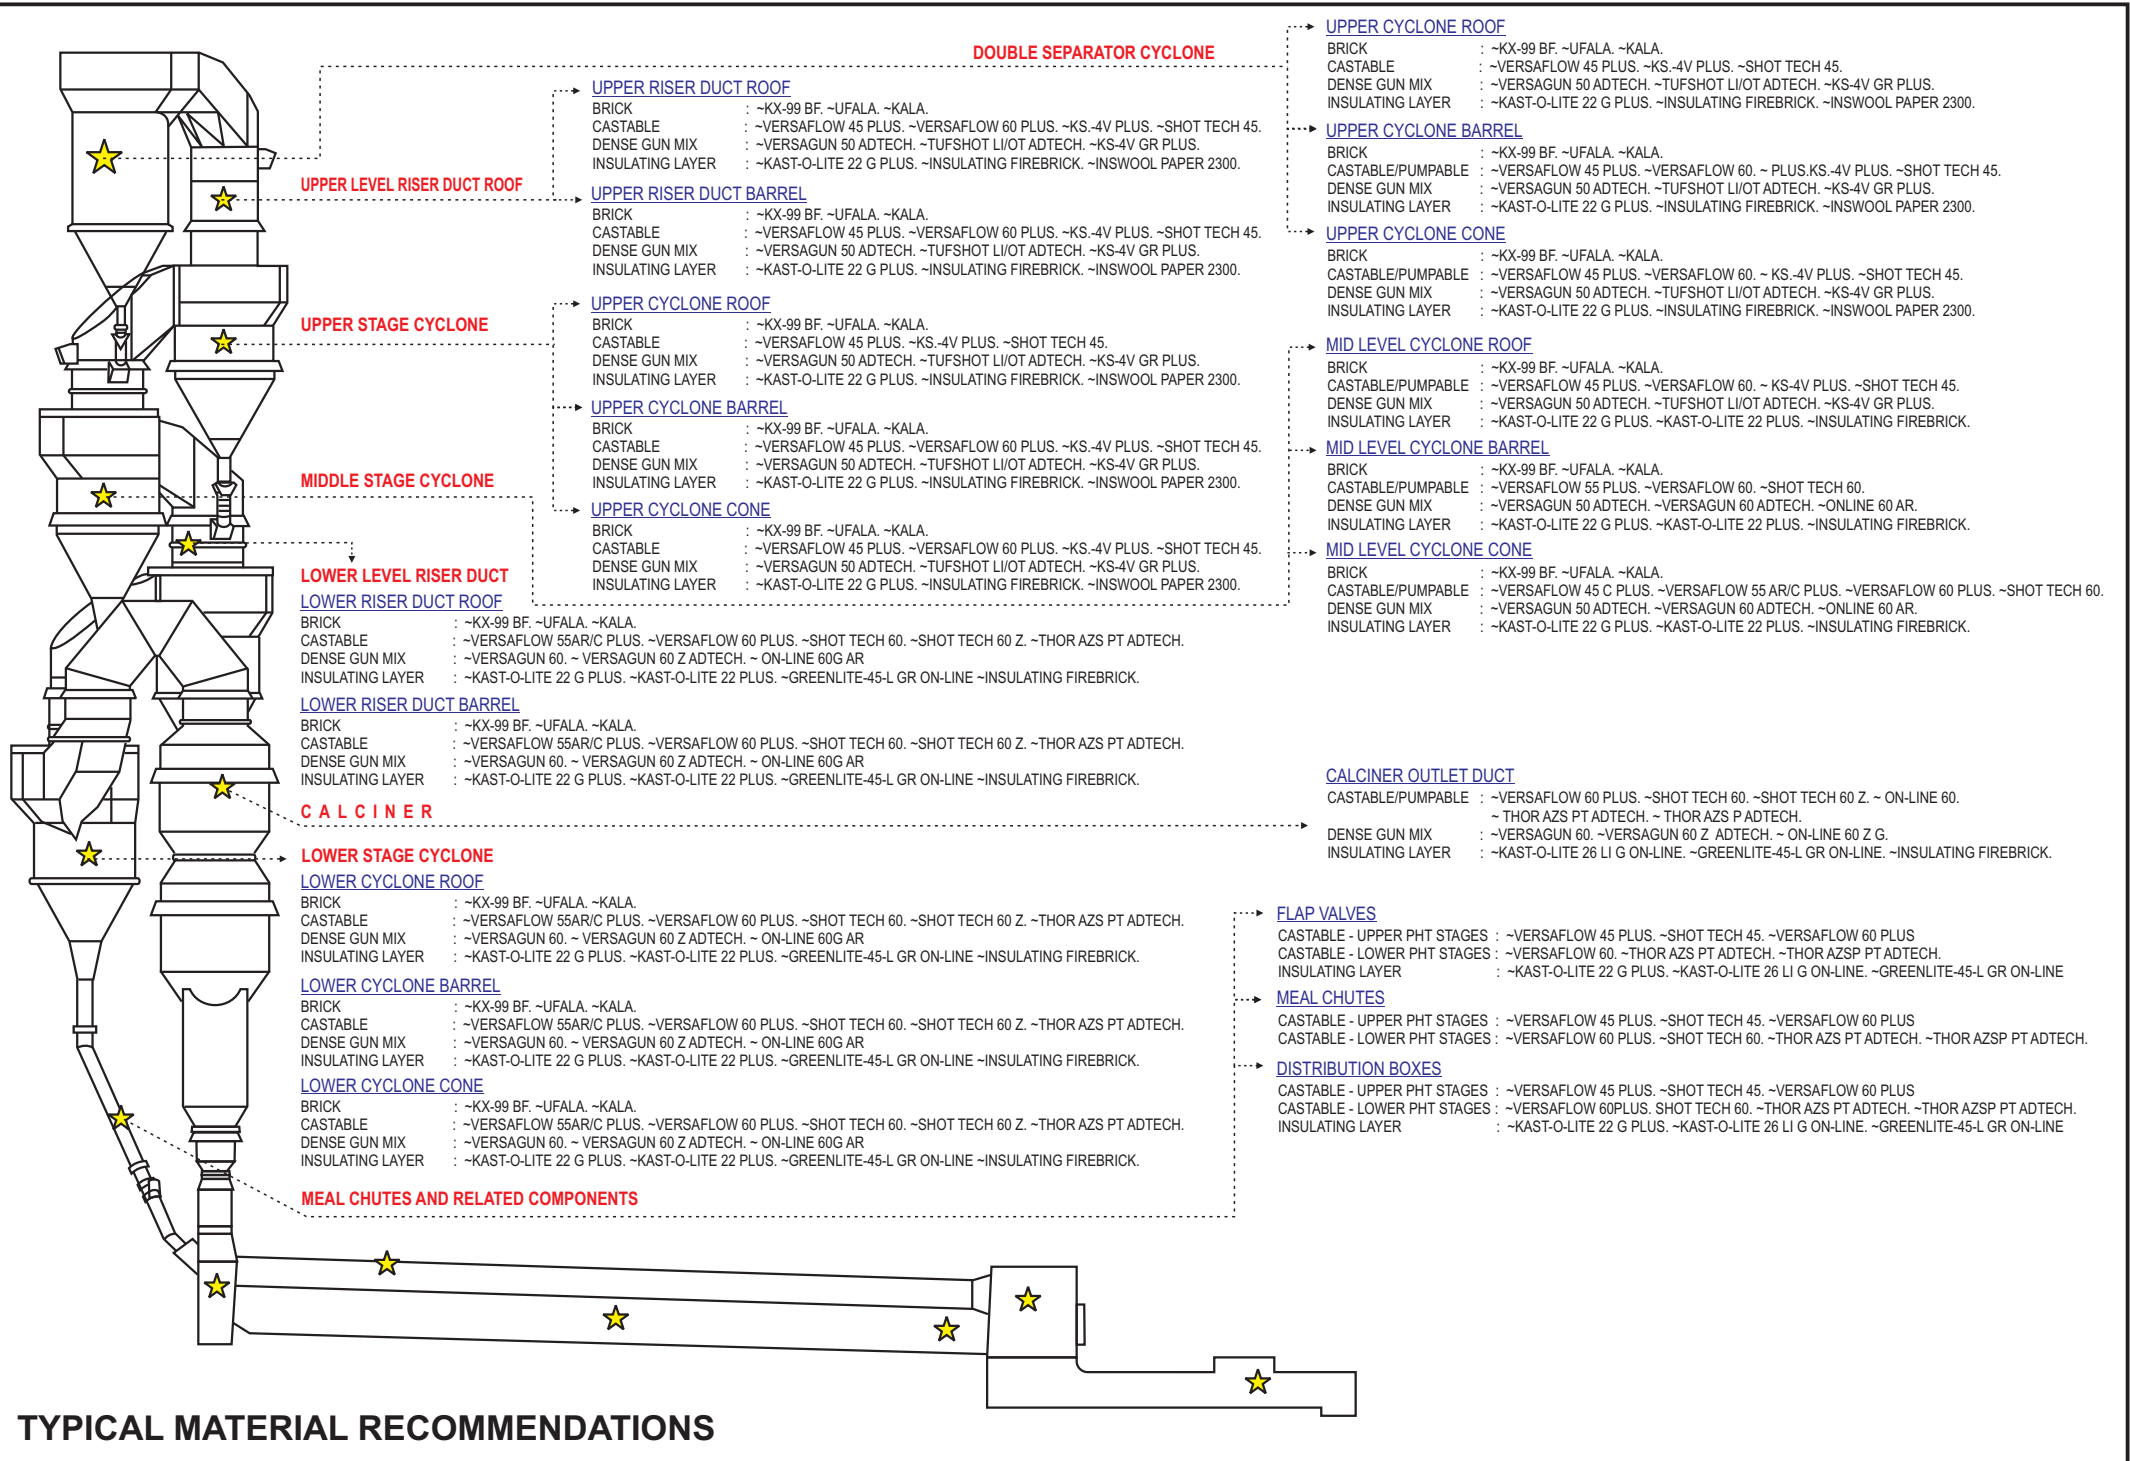 DOUBLE SEPARATOR CYCLONE
UPPER CYCLONE ROOF
BRICK : ~KX-99 BF. ~UFALA. ~KALA.
CASTABLE : ~VERSAFLOW 45 PLUS. ~KS.-4V PLUS. ~SHOT TECH 45.
DENSE GUN MIX : ~VERSAGUN 50 ADTECH. ~TUFSHOT LI/OT ADTECH. ~KS-4V GR PLUS.
INSULATING LAYER : ~KAST-O-LITE 22 G PLUS. ~INSULATING FIREBRICK. ~INSWOOL PAPER 2300.
UPPER CYCLONE BARREL
BRICK : ~KX-99 BF. ~UFALA. ~KALA.
CASTABLE/PUMPABLE : ~VERSAFLOW 45 PLUS. ~VERSAFLOW 60. ~ PLUS.KS.-4V PLUS. ~SHOT TECH 45.
DENSE GUN MIX : ~VERSAGUN 50 ADTECH. ~TUFSHOT LI/OT ADTECH. ~KS-4V GR PLUS.
INSULATING LAYER : ~KAST-O-LITE 22 G PLUS. ~INSULATING FIREBRICK. ~INSWOOL PAPER 2300.
UPPER CYCLONE CONE
BRICK : ~KX-99 BF. ~UFALA. ~KALA.
CASTABLE/PUMPABLE : ~VERSAFLOW 45 PLUS. ~VERSAFLOW 60. ~ KS.-4V PLUS. ~SHOT TECH 45.
DENSE GUN MIX : ~VERSAGUN 50 ADTECH. ~TUFSHOT LI/OT ADTECH. ~KS-4V GR PLUS.
INSULATING LAYER : ~KAST-O-LITE 22 G PLUS. ~INSULATING FIREBRICK. ~INSWOOL PAPER 2300.
UPPER LEVEL RISER DUCT ROOF
UPPER RISER DUCT ROOF
BRICK : ~KX-99 BF. ~UFALA. ~KALA.
CASTABLE : ~VERSAFLOW 45 PLUS. ~VERSAFLOW 60 PLUS. ~KS.-4V PLUS. ~SHOT TECH 45.
DENSE GUN MIX : ~VERSAGUN 50 ADTECH. ~TUFSHOT LI/OT ADTECH. ~KS-4V GR PLUS.
INSULATING LAYER : ~KAST-O-LITE 22 G PLUS. ~INSULATING FIREBRICK. ~INSWOOL PAPER 2300.
UPPER RISER DUCT BARREL
BRICK : ~KX-99 BF. ~UFALA. ~KALA.
CASTABLE : ~VERSAFLOW 45 PLUS. ~VERSAFLOW 60 PLUS. ~KS.-4V PLUS. ~SHOT TECH 45.
DENSE GUN MIX : ~VERSAGUN 50 ADTECH. ~TUFSHOT LI/OT ADTECH. ~KS-4V GR PLUS.
INSULATING LAYER : ~KAST-O-LITE 22 G PLUS. ~INSULATING FIREBRICK. ~INSWOOL PAPER 2300.
UPPER STAGE CYCLONE
UPPER CYCLONE ROOF
BRICK : ~KX-99 BF. ~UFALA. ~KALA.
CASTABLE : ~VERSAFLOW 45 PLUS. ~KS.-4V PLUS. ~SHOT TECH 45.
DENSE GUN MIX : ~VERSAGUN 50 ADTECH. ~TUFSHOT LI/OT ADTECH. ~KS-4V GR PLUS.
INSULATING LAYER : ~KAST-O-LITE 22 G PLUS. ~INSULATING FIREBRICK. ~INSWOOL PAPER 2300.
UPPER CYCLONE BARREL
BRICK : ~KX-99 BF. ~UFALA. ~KALA.
CASTABLE : ~VERSAFLOW 45 PLUS. ~VERSAFLOW 60 PLUS. ~KS.-4V PLUS. ~SHOT TECH 45.
DENSE GUN MIX : ~VERSAGUN 50 ADTECH. ~TUFSHOT LI/OT ADTECH. ~KS-4V GR PLUS.
INSULATING LAYER : ~KAST-O-LITE 22 G PLUS. ~INSULATING FIREBRICK. ~INSWOOL PAPER 2300.
UPPER CYCLONE CONE
BRICK : ~KX-99 BF. ~UFALA. ~KALA.
CASTABLE : ~VERSAFLOW 45 PLUS. ~VERSAFLOW 60 PLUS. ~KS.-4V PLUS. ~SHOT TECH 45.
DENSE GUN MIX : ~VERSAGUN 50 ADTECH. ~TUFSHOT LI/OT ADTECH. ~KS-4V GR PLUS.
INSULATING LAYER : ~KAST-O-LITE 22 G PLUS. ~INSULATING FIREBRICK. ~INSWOOL PAPER 2300.
MIDDLE STAGE CYCLONE
MID LEVEL CYCLONE ROOF
BRICK : ~KX-99 BF. ~UFALA. ~KALA.
CASTABLE/PUMPABLE : ~VERSAFLOW 45 PLUS. ~VERSAFLOW 60. ~ KS-4V PLUS. ~SHOT TECH 45.
DENSE GUN MIX : ~VERSAGUN 50 ADTECH. ~TUFSHOT LI/OT ADTECH. ~KS-4V GR PLUS.
INSULATING LAYER : ~KAST-O-LITE 22 G PLUS. ~KAST-O-LITE 22 PLUS. ~INSULATING FIREBRICK.
MID LEVEL CYCLONE BARREL
BRICK : ~KX-99 BF. ~UFALA. ~KALA.
CASTABLE/PUMPABLE : ~VERSAFLOW 55 PLUS. ~VERSAFLOW 60. ~SHOT TECH 60.
DENSE GUN MIX : ~VERSAGUN 50 ADTECH. ~VERSAGUN 60 ADTECH. ~ONLINE 60 AR.
INSULATING LAYER : ~KAST-O-LITE 22 G PLUS. ~KAST-O-LITE 22 PLUS. ~INSULATING FIREBRICK.
MID LEVEL CYCLONE CONE
BRICK : ~KX-99 BF. ~UFALA. ~KALA.
CASTABLE/PUMPABLE : ~VERSAFLOW 45 C PLUS. ~VERSAFLOW 55 AR/C PLUS. ~VERSAFLOW 60 PLUS. ~SHOT TECH 60.
DENSE GUN MIX : ~VERSAGUN 50 ADTECH. ~VERSAGUN 60 ADTECH. ~ONLINE 60 AR.
INSULATING LAYER : ~KAST-O-LITE 22 G PLUS. ~KAST-O-LITE 22 PLUS. ~INSULATING FIREBRICK.
LOWER LEVEL RISER DUCT
LOWER RISER DUCT ROOF
BRICK : ~KX-99 BF. ~UFALA. ~KALA.
CASTABLE : ~VERSAFLOW 55AR/C PLUS. ~VERSAFLOW 60 PLUS. ~SHOT TECH 60. ~SHOT TECH 60 Z. ~THOR AZS PT ADTECH.
DENSE GUN MIX : ~VERSAGUN 60. ~ VERSAGUN 60 Z ADTECH. ~ ON-LINE 60G AR
INSULATING LAYER : ~KAST-O-LITE 22 G PLUS. ~KAST-O-LITE 22 PLUS. ~GREENLITE-45-L GR ON-LINE ~INSULATING FIREBRICK.
LOWER RISER DUCT BARREL
BRICK : ~KX-99 BF. ~UFALA. ~KALA.
CASTABLE : ~VERSAFLOW 55AR/C PLUS. ~VERSAFLOW 60 PLUS. ~SHOT TECH 60. ~SHOT TECH 60 Z. ~THOR AZS PT ADTECH.
DENSE GUN MIX : ~VERSAGUN 60. ~ VERSAGUN 60 Z ADTECH. ~ ON-LINE 60G AR
INSULATING LAYER : ~KAST-O-LITE 22 G PLUS. ~KAST-O-LITE 22 PLUS. ~GREENLITE-45-L GR ON-LINE ~INSULATING FIREBRICK.
CALCINER
CALCINER OUTLET DUCT
CASTABLE/PUMPABLE : ~VERSAFLOW 60 PLUS. ~SHOT TECH 60. ~SHOT TECH 60 Z. ~ ON-LINE 60.
~ THOR AZS PT ADTECH. ~ THOR AZS P ADTECH.
DENSE GUN MIX : ~VERSAGUN 60. ~VERSAGUN 60 Z ADTECH. ~ ON-LINE 60 Z G.
INSULATING LAYER : ~KAST-O-LITE 26 LI G ON-LINE. ~GREENLITE-45-L GR ON-LINE. ~INSULATING FIREBRICK.
LOWER STAGE CYCLONE
LOWER CYCLONE ROOF
BRICK : ~KX-99 BF. ~UFALA. ~KALA.
CASTABLE : ~VERSAFLOW 55AR/C PLUS. ~VERSAFLOW 60 PLUS. ~SHOT TECH 60. ~SHOT TECH 60 Z. ~THOR AZS PT ADTECH.
DENSE GUN MIX : ~VERSAGUN 60. ~ VERSAGUN 60 Z ADTECH. ~ ON-LINE 60G AR
INSULATING LAYER : ~KAST-O-LITE 22 G PLUS. ~KAST-O-LITE 22 PLUS. ~GREENLITE-45-L GR ON-LINE ~INSULATING FIREBRICK.
LOWER CYCLONE BARREL
BRICK : ~KX-99 BF. ~UFALA. ~KALA.
CASTABLE : ~VERSAFLOW 55AR/C PLUS. ~VERSAFLOW 60 PLUS. ~SHOT TECH 60. ~SHOT TECH 60 Z. ~THOR AZS PT ADTECH.
DENSE GUN MIX : ~VERSAGUN 60. ~ VERSAGUN 60 Z ADTECH. ~ ON-LINE 60G AR
INSULATING LAYER : ~KAST-O-LITE 22 G PLUS. ~KAST-O-LITE 22 PLUS. ~GREENLITE-45-L GR ON-LINE ~INSULATING FIREBRICK.
LOWER CYCLONE CONE
BRICK : ~KX-99 BF. ~UFALA. ~KALA.
CASTABLE : ~VERSAFLOW 55AR/C PLUS. ~VERSAFLOW 60 PLUS. ~SHOT TECH 60. ~SHOT TECH 60 Z. ~THOR AZS PT ADTECH.
DENSE GUN MIX : ~VERSAGUN 60. ~ VERSAGUN 60 Z ADTECH. ~ ON-LINE 60G AR
INSULATING LAYER : ~KAST-O-LITE 22 G PLUS. ~KAST-O-LITE 22 PLUS. ~GREENLITE-45-L GR ON-LINE ~INSULATING FIREBRICK.
MEAL CHUTES AND RELATED COMPONENTS
FLAP VALVES
CASTABLE - UPPER PHT STAGES : ~VERSAFLOW 45 PLUS. ~SHOT TECH 45. ~VERSAFLOW 60 PLUS
CASTABLE - LOWER PHT STAGES : ~VERSAFLOW 60. ~THOR AZS PT ADTECH. ~THOR AZSP PT ADTECH.
INSULATING LAYER : ~KAST-O-LITE 22 G PLUS. ~KAST-O-LITE 26 LI G ON-LINE. ~GREENLITE-45-L GR ON-LINE
MEAL CHUTES
CASTABLE - UPPER PHT STAGES : ~VERSAFLOW 45 PLUS. ~SHOT TECH 45. ~VERSAFLOW 60 PLUS
CASTABLE - LOWER PHT STAGES : ~VERSAFLOW 60 PLUS. ~SHOT TECH 60. ~THOR AZS PT ADTECH. ~THOR AZSP PT ADTECH.
DISTRIBUTION BOXES
CASTABLE - UPPER PHT STAGES : ~VERSAFLOW 45 PLUS. ~SHOT TECH 45. ~VERSAFLOW 60 PLUS
CASTABLE - LOWER PHT STAGES : ~VERSAFLOW 60PLUS. SHOT TECH 60. ~THOR AZS PT ADTECH. ~THOR AZSP PT ADTECH.
INSULATING LAYER : ~KAST-O-LITE 22 G PLUS. ~KAST-O-LITE 26 LI G ON-LINE. ~GREENLITE-45-L GR ON-LINE
TYPICAL MATERIAL RECOMMENDATIONS